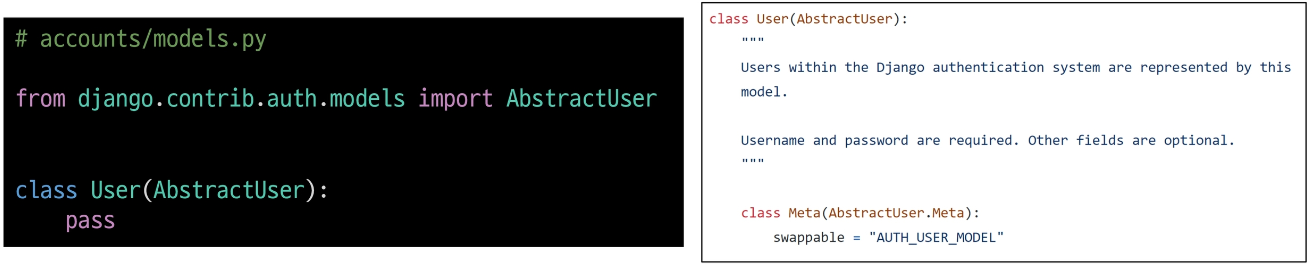 # accounts/models.py
from django.contrib.auth.models import AbstractUser
class User(AbstractUser):
    pass
class User(AbstractUser):
    """
    Users within the Django authentication system are represented by this
    model.
    Username and password are required. Other fields are optional.
    """
    class Meta(AbstractUser.Meta):
        swappable = "AUTH_USER_MODEL"